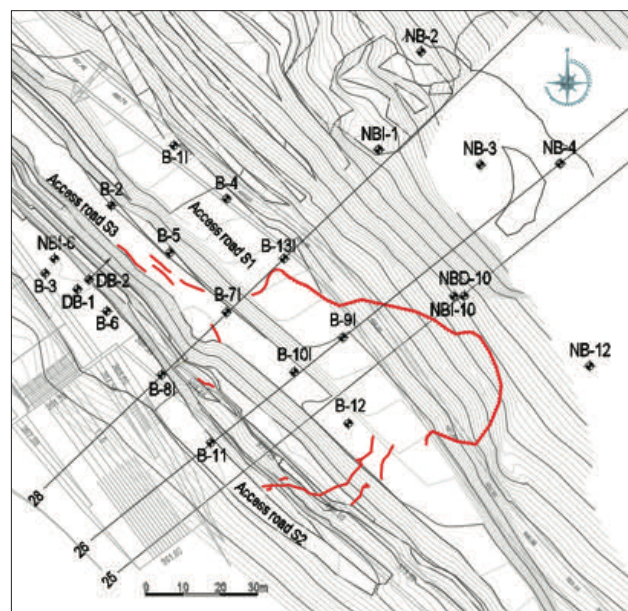 NB-2
NBI-1
B-1I
NB-3
NB-4
B-4
B-2
Access road S1
Access road S3
B-5
B-13I
NBI-6
B-3
DB-2
DB-1
B-6
B-7I
NBD-10
NBI-10
B-9I
B-10I
NB-12
B-8I
B-12
B-11
Access road S2
28
26
25
0 10 20 30m